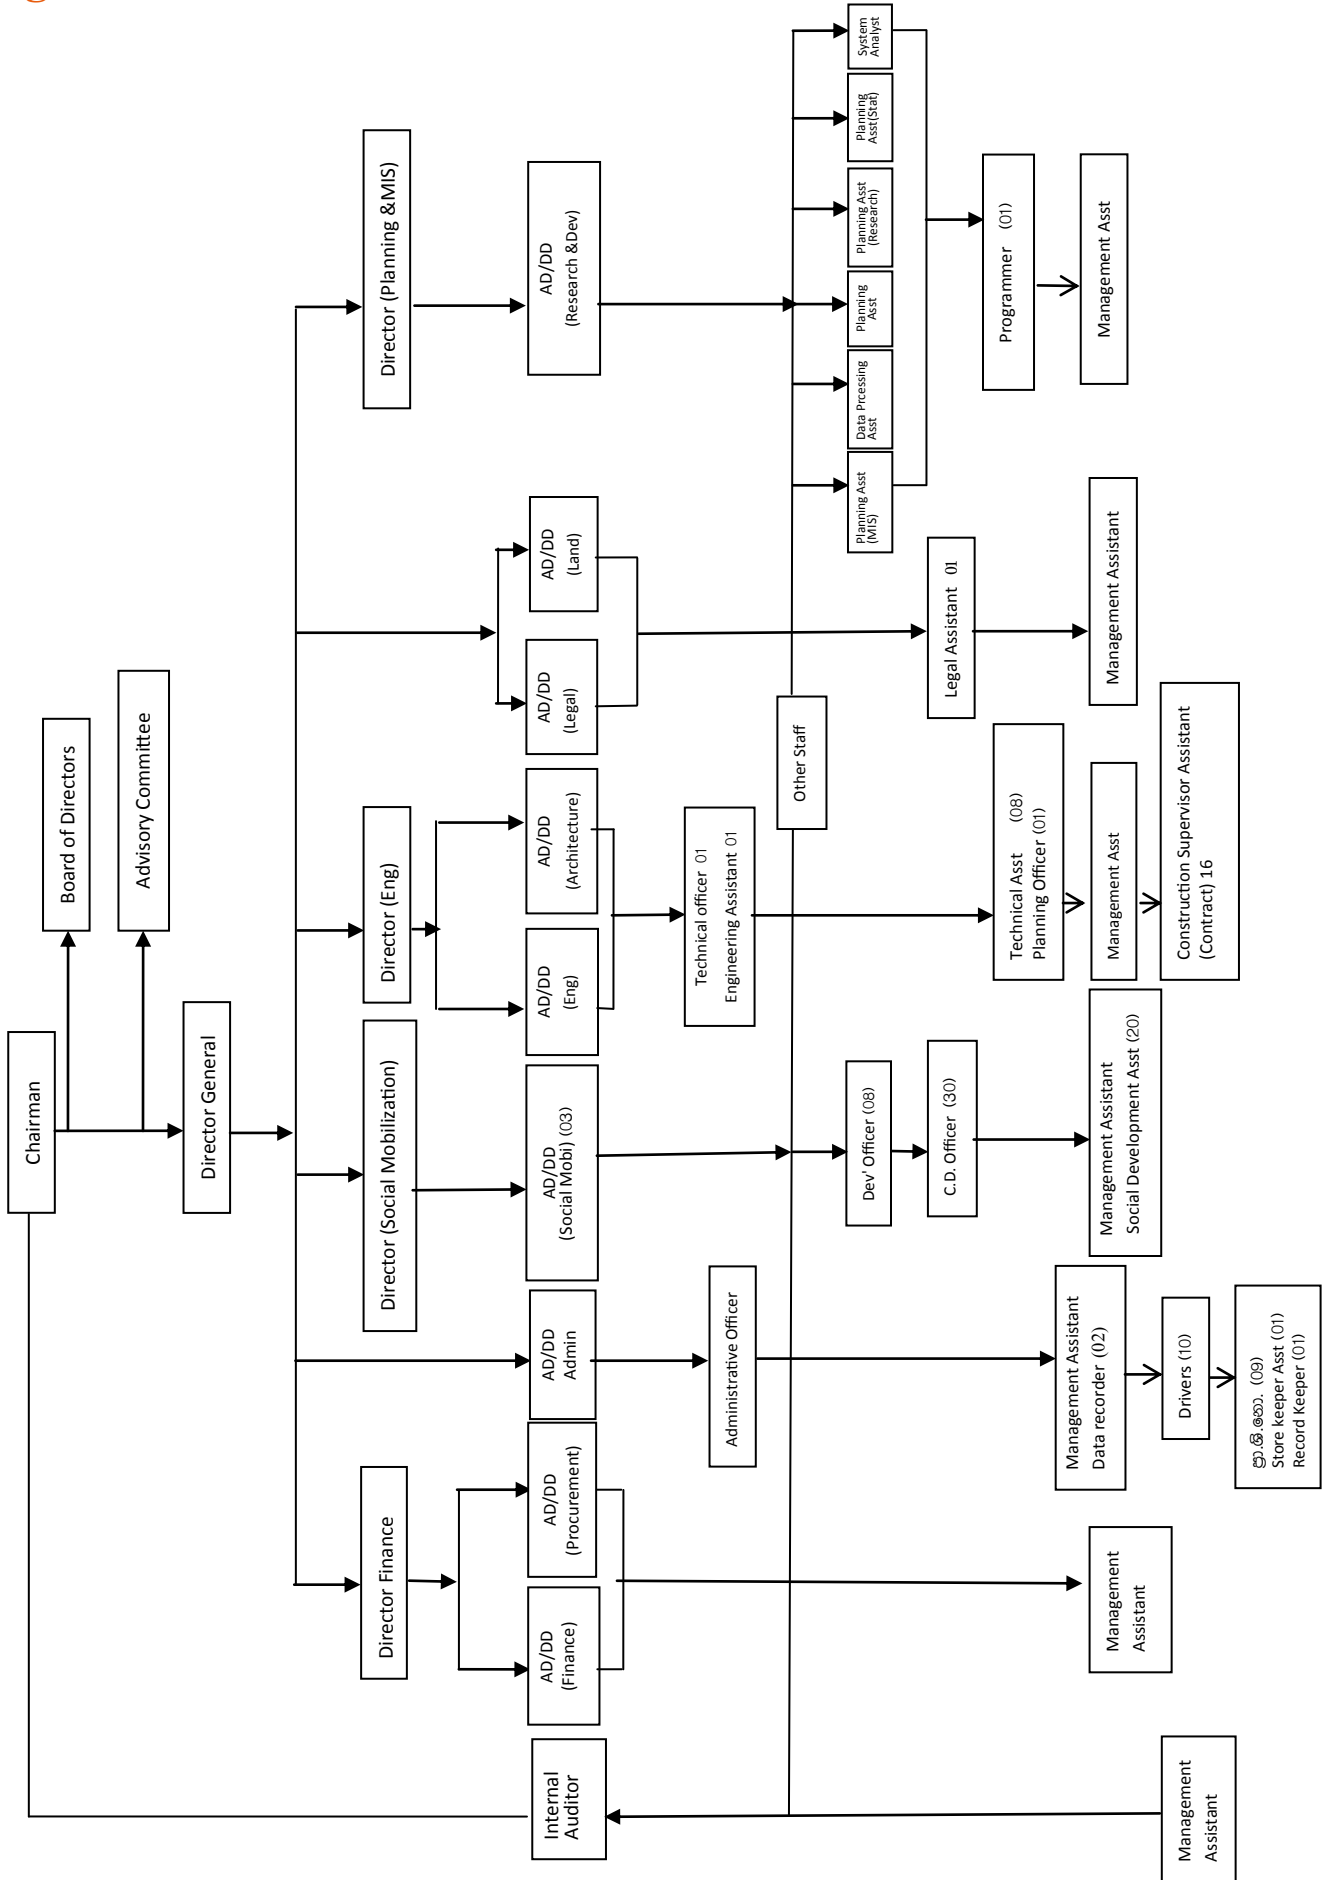 Chairman
Board of Directors
Advisory Committee
Director General
Director Finance
Director (Social Mobilization)
Director (Eng)
Director (Planning &MIS)
Internal
Auditor
AD/DD
(Finance)
AD/DD
(Procurement)
AD/DD
Admin
AD/DD
(Social Mobi) (03)
AD/DD
(Eng)
AD/DD
(Architecture)
AD/DD
(Legal)
AD/DD
(Land)
AD/DD
(Research &Dev)
Administrative Officer
Technical officer 01
Engineering Assistant 01
Other Staff
Dev' Officer (08)
Planning Asst
(MIS)
Data Prcessing
Asst
Planning
Asst
Planning Asst
(Research)
Planning
Asst(Stat)
System
Analyst
C.D. Officer (30)
Legal Assistant 01
Technical Asst (08)
Planning Officer (01)
Programmer (01)
Management
Assistant
Management Assistant
Data recorder (02)
Management Assistant
Social Development Asst (20)
Management Asst
Management Assistant
Management Asst
Management
Assistant
Drivers (10)
Construction Supervisor Assistant
(Contract) 16
(09)
Store keeper Asst (01)
Record Keeper (01)